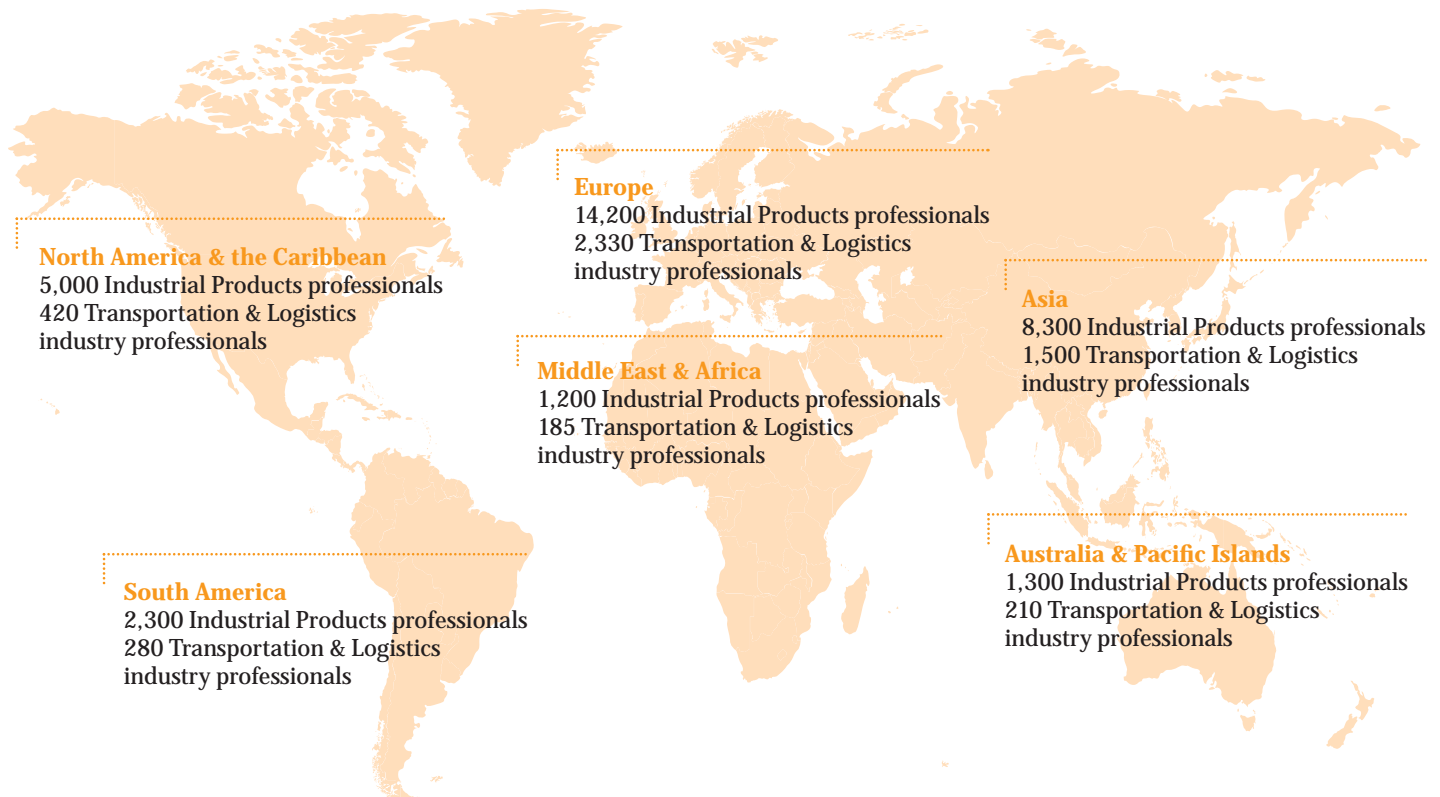 Europe
14,200 Industrial Products professionals
2,330 Transportation & Logistics
industry professionals
North America & the Caribbean
5,000 Industrial Products professionals
420 Transportation & Logistics
industry professionals
Asia
8,300 Industrial Products professionals
1,500 Transportation & Logistics
industry professionals
Middle East & Africa
1,200 Industrial Products professionals
185 Transportation & Logistics
industry professionals
Australia & Pacific Islands
1,300 Industrial Products professionals
210 Transportation & Logistics
industry professionals
South America
2,300 Industrial Products professionals
280 Transportation & Logistics
industry professionals